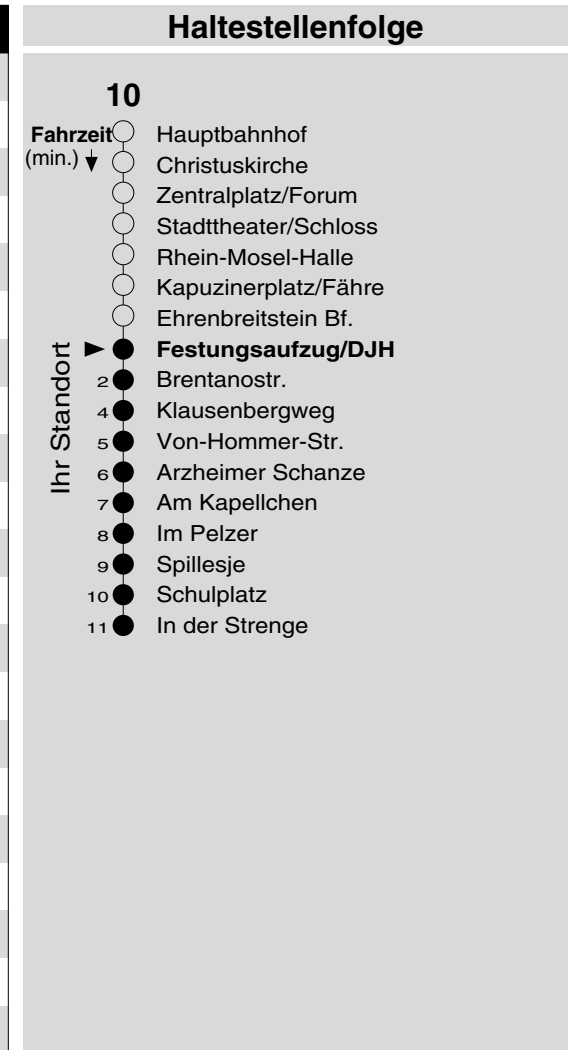 Haltestellenfolge
10
Fahrzeit Hauptbahnhof
(min.) Christuskirche
Zentralplatz/Forum
Stadttheater/Schloss
Rhein-Mosel-Halle
Kapuzinerplatz/Fähre
Ehrenbreitstein Bf.
Ihr Standort
Festungsaufzug/DJH
2 Brentanostr.
4 Klausenbergweg
5 Von-Hommer-Str.
6 Arzheimer Schanze
7 Am Kapellchen
8 Im Pelzer
9 Spillesje
10 Schulplatz
11 In der Strenge